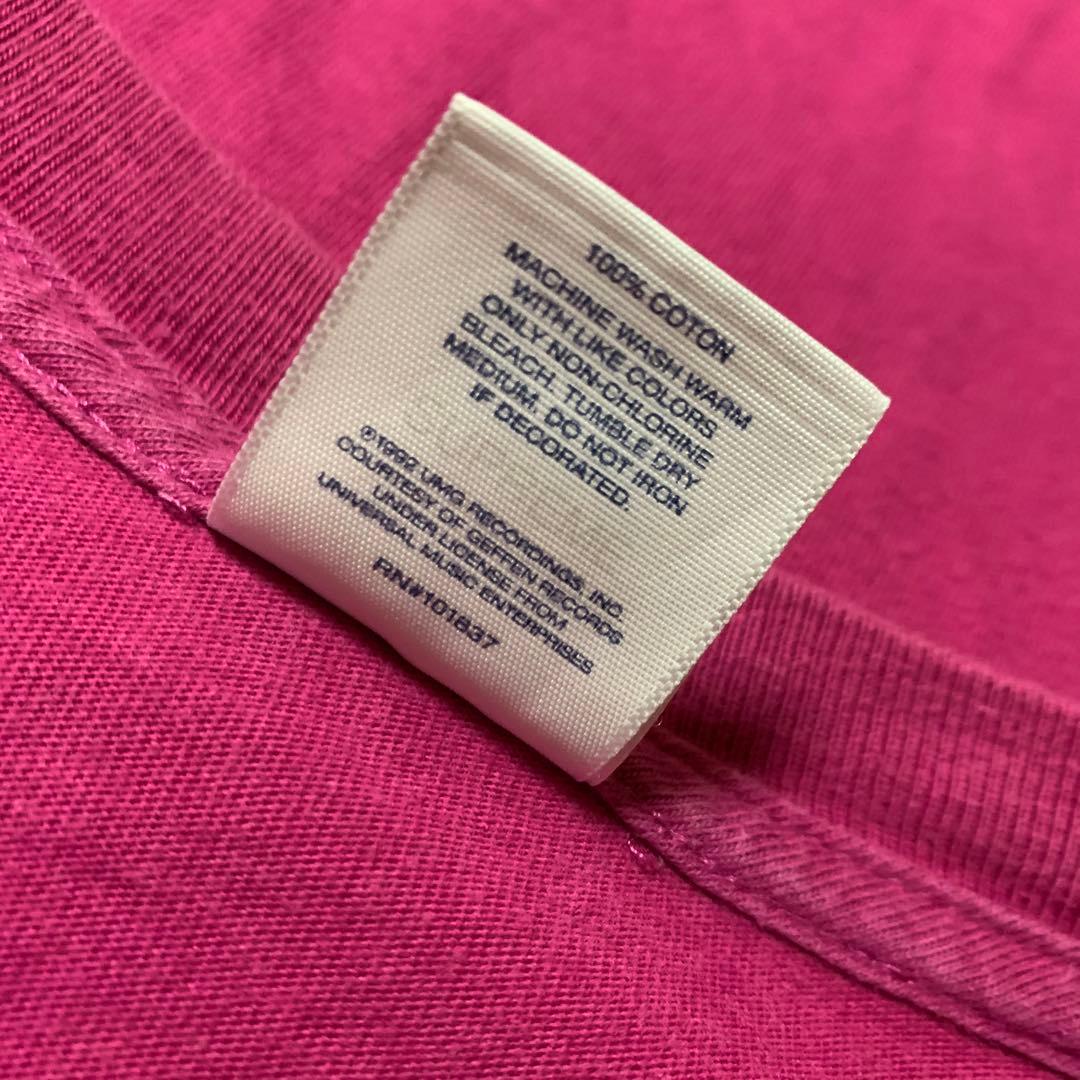 100% COTON
MACHINE WASH WARM
WITH LIKE COLORS.
ONLY NON-CHLORINE
BLEACH. TUMBLE DRY
MEDIUM. DO NOT IRON
IF DECORATED.
℗1992 UMG RECORDINGS, INC.
COURTESY OF GEFFEN RECORDS
UNDER LICENSE FROM
UNIVERSAL MUSIC ENTERPRISES
RN#101837